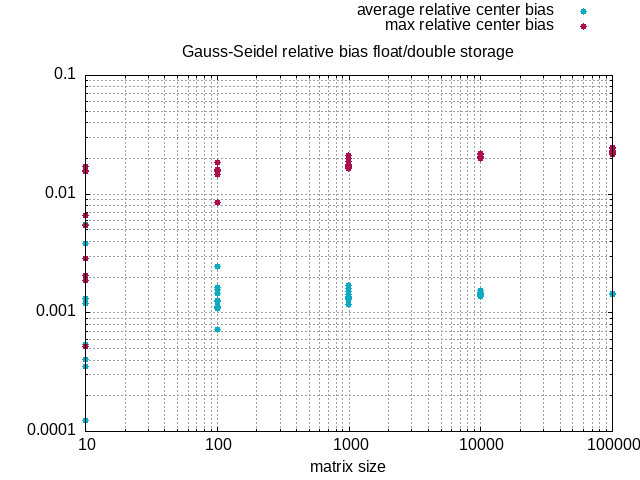 average relative center bias
max relative center bias
Gauss-Seidel relative bias float/double storage
0.1
0.01
0.001
0.0001
10 100 1000 10000 100000
matrix size